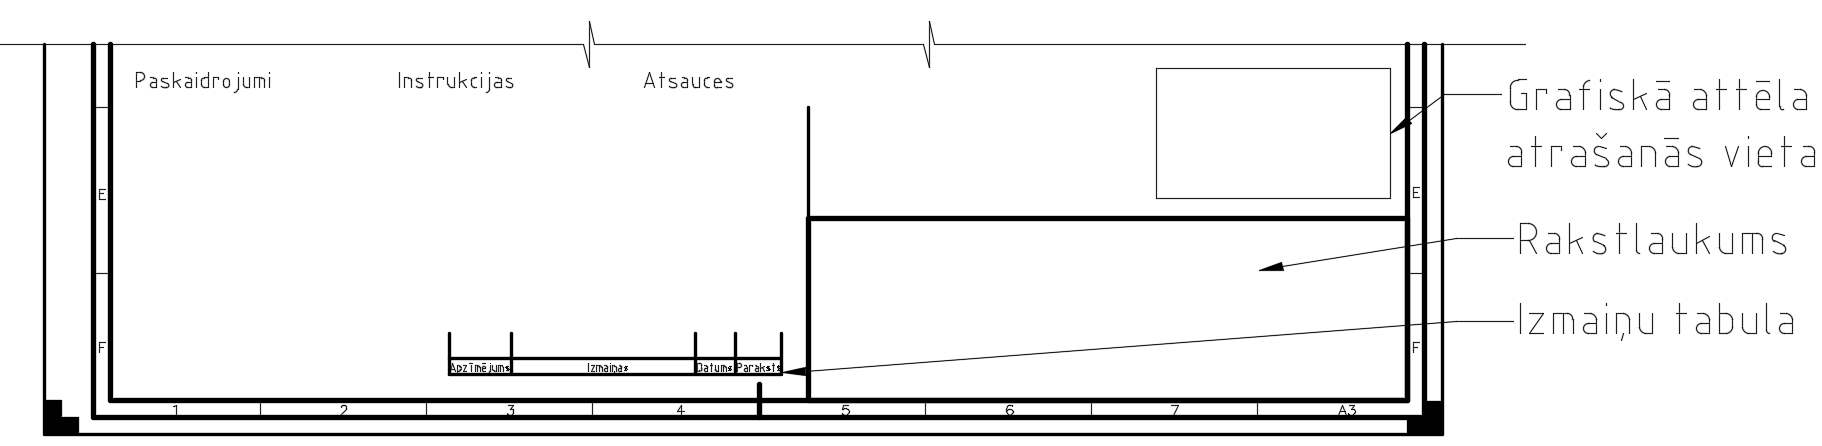 Paskaidrojumi Instrukcijas Atsauces
Grafiskā attēla
atrašanās vieta
E E
Rakstlaukums
Izmaiņu tabula
F F
Apzīmējums Izmaiņas Datums Paraksts
1 2 3 4 5 6 7 A3